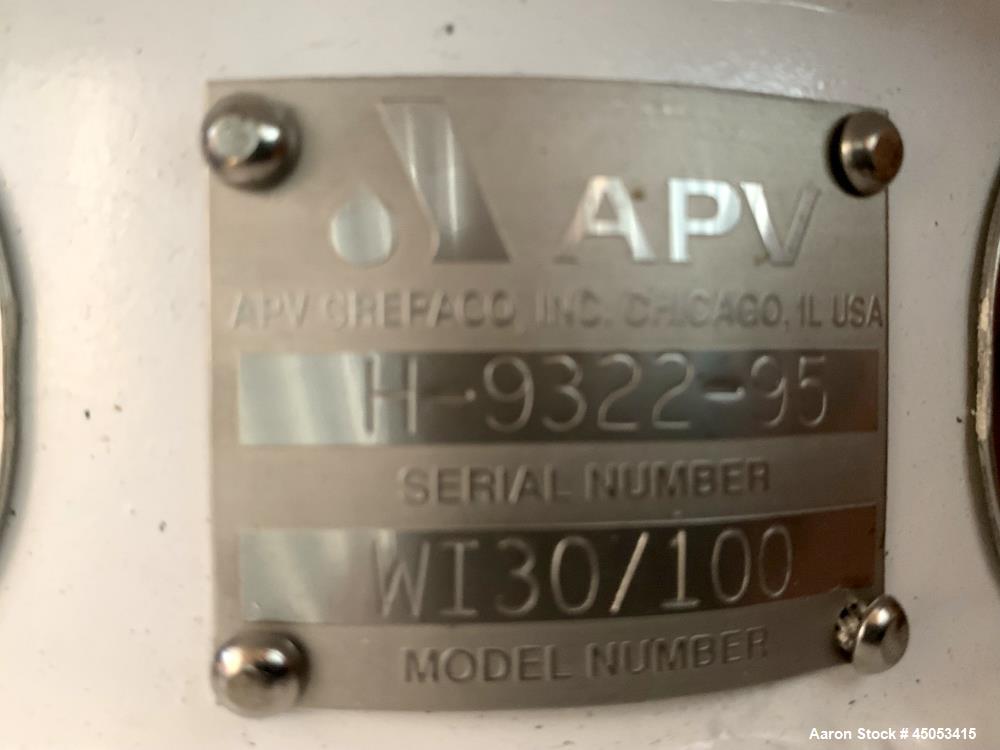 APV
APV CREPACO, INC. CHICAGO, IL USA
H-9322-95
SERIAL NUMBER
WI30/100
MODEL NUMBER
Aaron Stock # 45053415